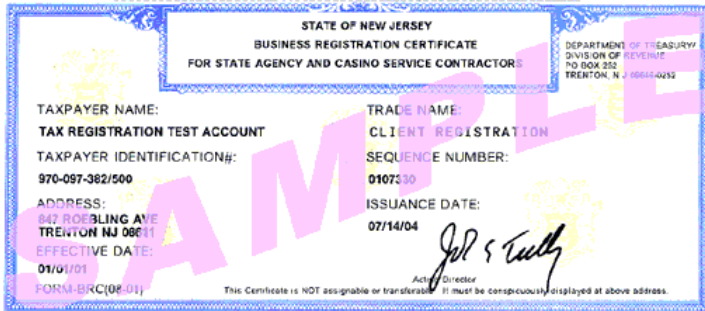 STATE OF NEW JERSEY
BUSINESS REGISTRATION CERTIFICATE
FOR STATE AGENCY AND CASINO SERVICE CONTRACTORS
DEPARTMENT OF TREASURY/
DIVISION OF REVENUE
PO BOX 252
TRENTON, N J 08646-0252
TAXPAYER NAME:
TAX REGISTRATION TEST ACCOUNT
TRADE NAME:
CLIENT REGISTRATION
TAXPAYER IDENTIFICATION#:
970-097-382/500
SEQUENCE NUMBER:
0107330
ADDRESS:
847 ROEBLING AVE
TRENTON NJ 08611
ISSUANCE DATE:
07/14/04
EFFECTIVE DATE:
01/01/01
FORM-BRC(08-01)
Acting Director
This Certificate is NOT assignable or transferable. It must be conspicuously displayed at above address.
SAMPLE